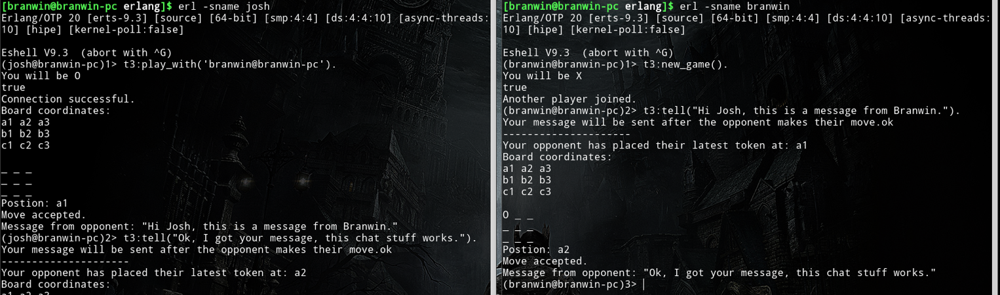 [branwin@branwin-pc erlang]$ erl -sname josh
Erlang/OTP 20 [erts-9.3] [source] [64-bit] [smp:4:4] [ds:4:4:10] [async-threads:
10] [hipe] [kernel-poll:false]
Eshell V9.3  (abort with ^G)
(josh@branwin-pc)1> t3:play_with('branwin@branwin-pc').
You will be O
true
Connection successful.
Board coordinates:
a1 a2 a3
b1 b2 b3
c1 c2 c3
_ _ _
_ _ _
_ _ _
Postion: a1
Move accepted.
Message from opponent: "Hi Josh, this is a message from Branwin."
(josh@branwin-pc)2> t3:tell("Ok, I got your message, this chat stuff works.").
Your message will be sent after the opponent makes their move.ok
---------------------
Your opponent has placed their latest token at: a2
Board coordinates:
a1 a2 a3
[branwin@branwin-pc erlang]$ erl -sname branwin
Erlang/OTP 20 [erts-9.3] [source] [64-bit] [smp:4:4] [ds:4:4:10] [async-threads:
10] [hipe] [kernel-poll:false]
Eshell V9.3  (abort with ^G)
(branwin@branwin-pc)1> t3:new_game().
You will be X
true
Another player joined.
(branwin@branwin-pc)2> t3:tell("Hi Josh, this is a message from Branwin.").
Your message will be sent after the opponent makes their move.ok
---------------------
Your opponent has placed their latest token at: a1
Board coordinates:
a1 a2 a3
b1 b2 b3
c1 c2 c3
O _ _
_ _ _
_ _ _
Postion: a2
Move accepted.
Message from opponent: "Ok, I got your message, this chat stuff works."
(branwin@branwin-pc)3>